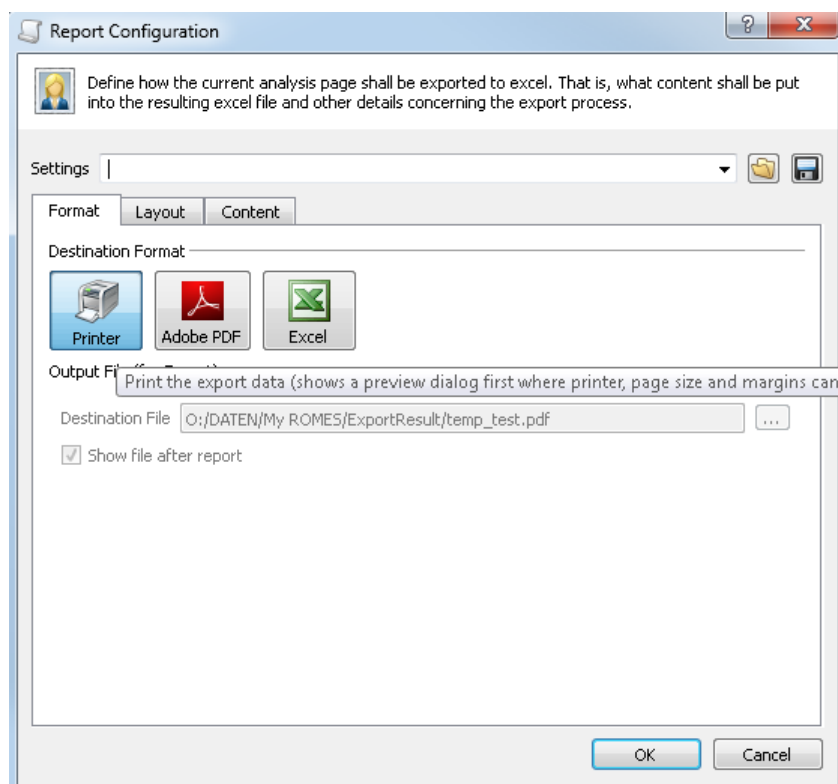 Report Configuration
Define how the current analysis page shall be exported to excel. That is, what content shall be put
into the resulting excel file and other details concerning the export process.
Settings
Format Layout Content
Destination Format
Printer Adobe PDF Excel
Output Fi
Print the export data (shows a preview dialog first where printer, page size and margins can
Destination File O:/DATEN/My ROMES/ExportResult/temp_test.pdf ...
Show file after report
OK Cancel